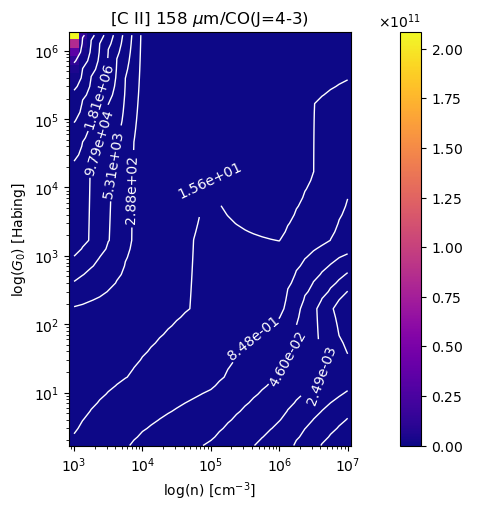 [C II] 158 μm/CO(J=4-3)
×10¹¹
10⁶
10⁵
10⁴
10³
10²
10¹
log(G₀) [Habing]
1.81e+06
9.79e+04
5.31e+03
2.88e+02
1.56e+01
8.48e-01
4.60e-02
2.49e-03
10³ 10⁴ 10⁵ 10⁶ 10⁷
log(n) [cm⁻³]
2.00
1.75
1.50
1.25
1.00
0.75
0.50
0.25
0.00